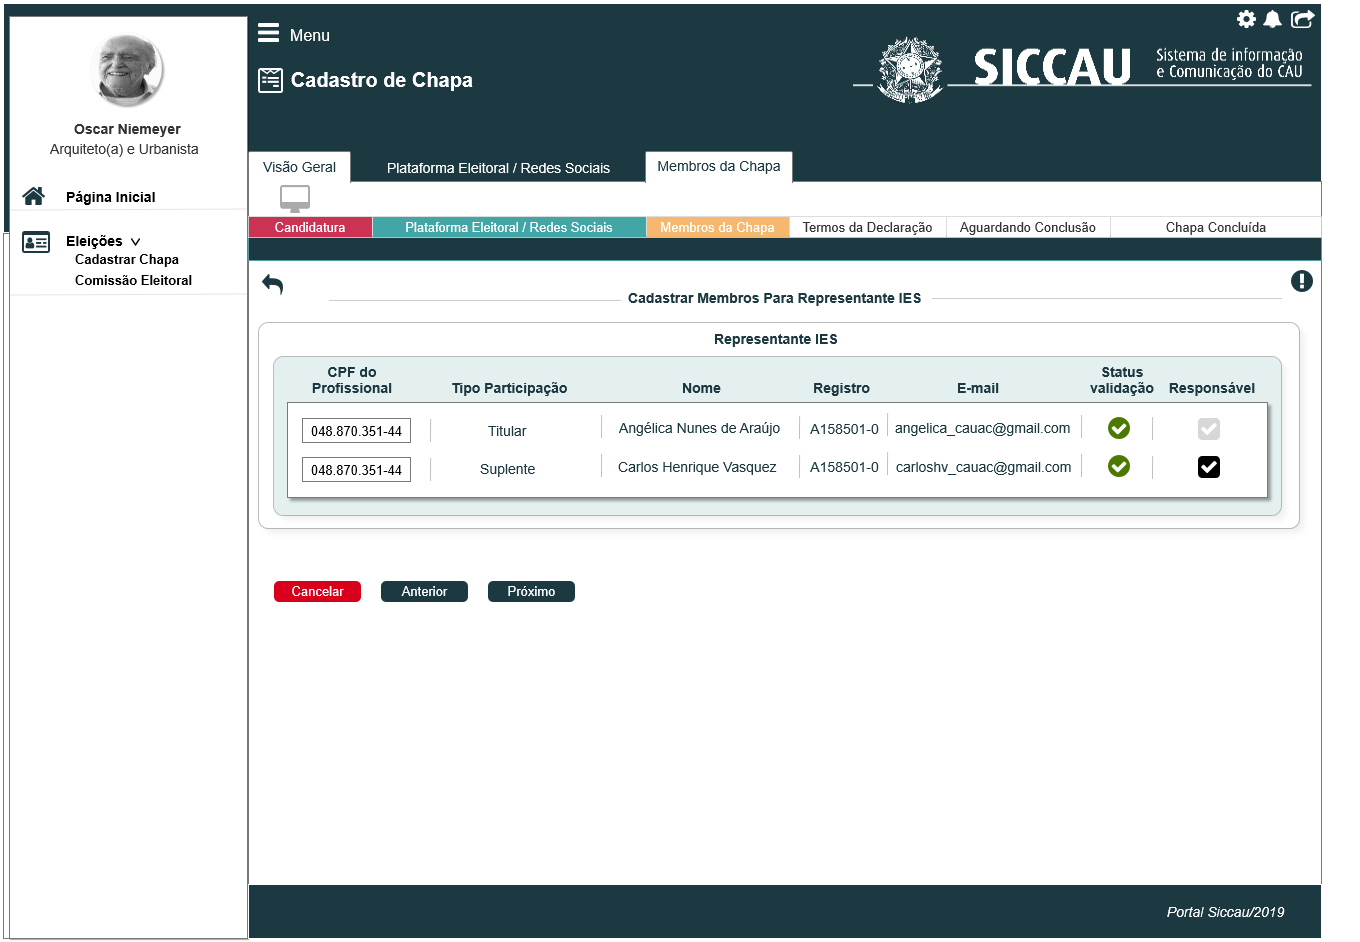 Menu
Cadastro de Chapa
SICCAU
Sistema de informação
e Comunicação do CAU
Oscar Niemeyer
Arquiteto(a) e Urbanista
Página Inicial
Eleições
Cadastrar Chapa
Comissão Eleitoral
Visão Geral
Plataforma Eleitoral / Redes Sociais
Membros da Chapa
Candidatura
Plataforma Eleitoral / Redes Sociais
Membros da Chapa
Termos da Declaração
Aguardando Conclusão
Chapa Concluída
Cadastrar Membros Para Representante IES
Representante IES
CPF do
Profissional
Tipo Participação
Nome
Registro
E-mail
Status
validação
Responsável
048.870.351-44
Titular
Angélica Nunes de Araújo
A158501-0
angelica_cauac@gmail.com
048.870.351-44
Suplente
Carlos Henrique Vasquez
A158501-0
carloshv_cauac@gmail.com
Cancelar
Anterior
Próximo
Portal Siccau/2019